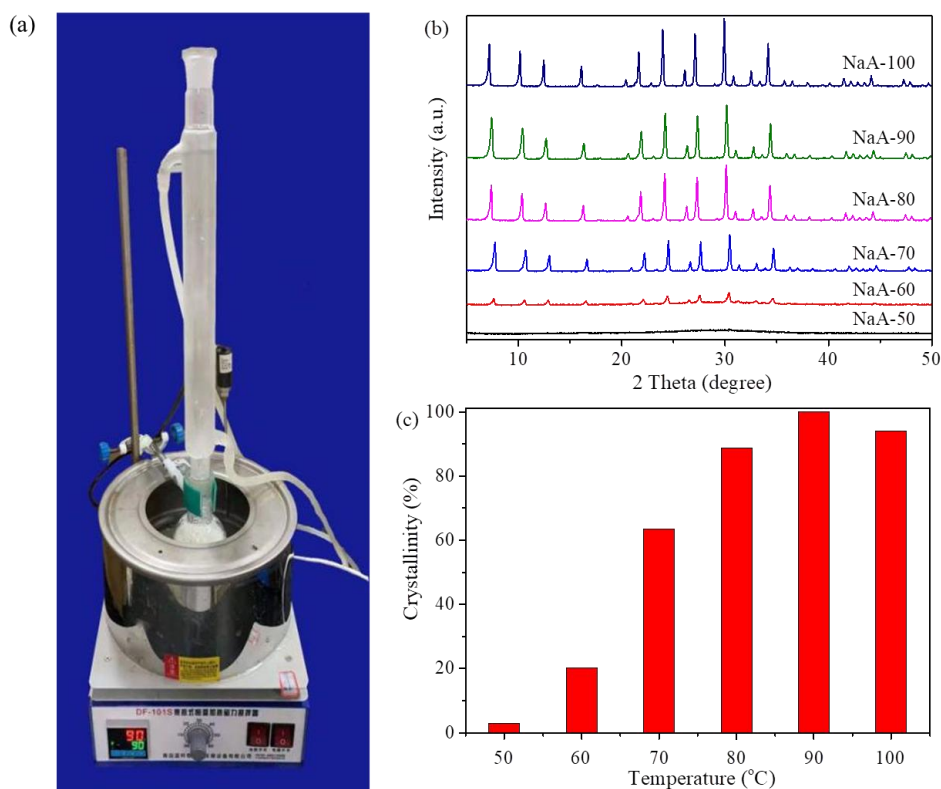 (a)
DF-101S
90
90
(b)
Intensity (a.u.)
NaA-100
NaA-90
NaA-80
NaA-70
NaA-60
NaA-50
10
20
30
40
50
2 Theta (degree)
(c)
Crystallinity (%)
100
80
60
40
20
0
50
60
70
80
90
100
Temperature (°C)